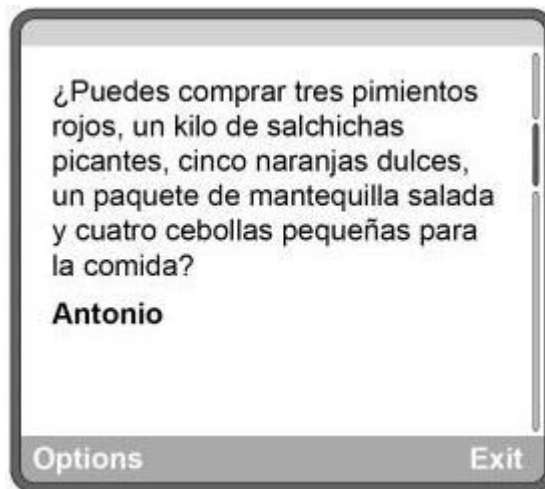 ¿Puedes comprar tres pimientos
rojos, un kilo de salchichas
picantes, cinco naranjas dulces,
un paquete de mantequilla salada
y cuatro cebollas pequeñas para
la comida?
Antonio
Options Exit